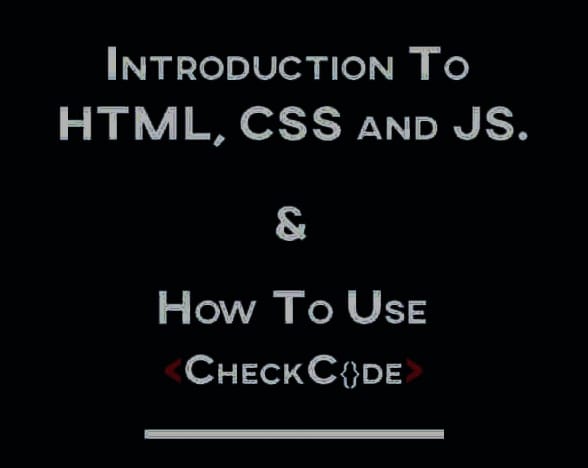 Introduction To
HTML, CSS and JS.
&
How To Use
<CheckC{}de>